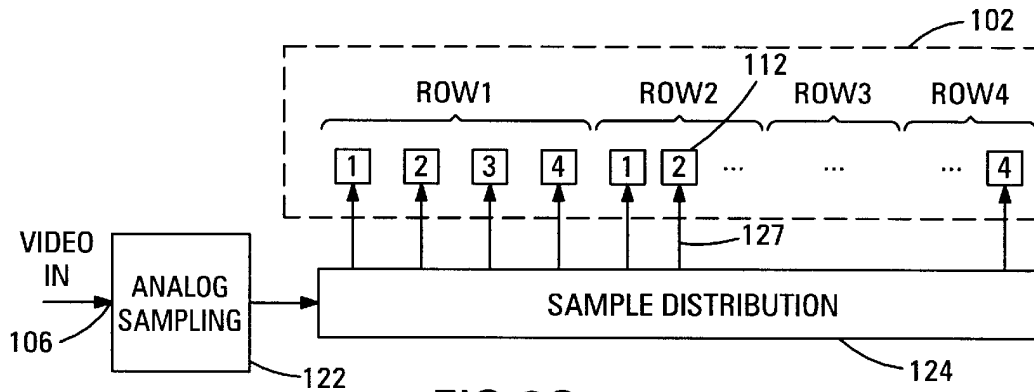 102
112
ROW1 ROW2 ROW3 ROW4
1 2 3 4 1 2 ... ... ... 4
127
VIDEO
IN
106
ANALOG
SAMPLING
122
SAMPLE DISTRIBUTION
124